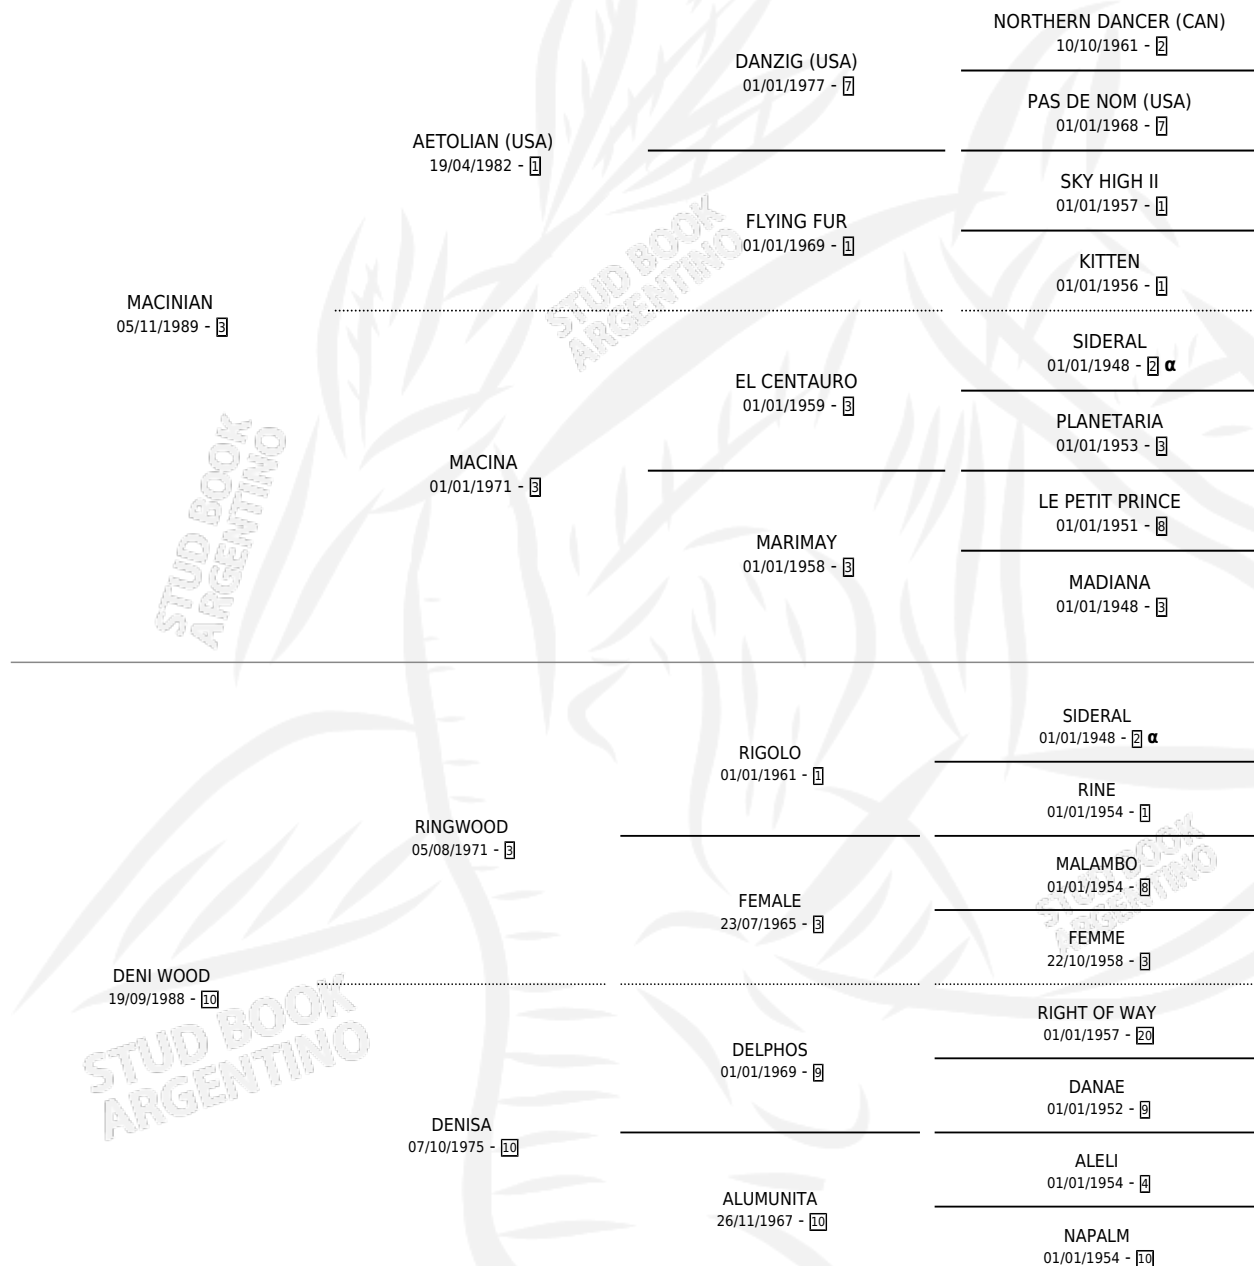 NORTHERN DANCER (CAN)
10/10/1961 - 2
DANZIG (USA)
01/01/1977 - 7
PAS DE NOM (USA)
01/01/1968 - 7
AETOLIAN (USA)
19/04/1982 - 1
SKY HIGH II
01/01/1957 - 1
FLYING FUR
01/01/1969 - 1
KITTEN
01/01/1956 - 1
MACINIAN
05/11/1989 - 3
SIDERAL
01/01/1948 - 2 α
EL CENTAURO
01/01/1959 - 3
PLANETARIA
01/01/1953 - 3
MACINA
01/01/1971 - 3
LE PETIT PRINCE
01/01/1951 - 8
MARIMAY
01/01/1958 - 3
MADIANA
01/01/1948 - 3
SIDERAL
01/01/1948 - 2 α
RIGOLO
01/01/1961 - 1
RINE
01/01/1954 - 1
RINGWOOD
05/08/1971 - 3
MALAMBO
01/01/1954 - 8
FEMALE
23/07/1965 - 3
FEMME
22/10/1958 - 3
DENI WOOD
19/09/1988 - 10
RIGHT OF WAY
01/01/1957 - 20
DELPHOS
01/01/1969 - 9
DANAE
01/01/1952 - 9
DENISA
07/10/1975 - 10
ALELI
01/01/1954 - 4
ALUMUNITA
26/11/1967 - 10
NAPALM
01/01/1954 - 10
STUD BOOK
ARGENTINO
STUD BOOK
ARGENTINO
STUD BOOK
ARGENTINO
STUD BOOK
ARGENTINO